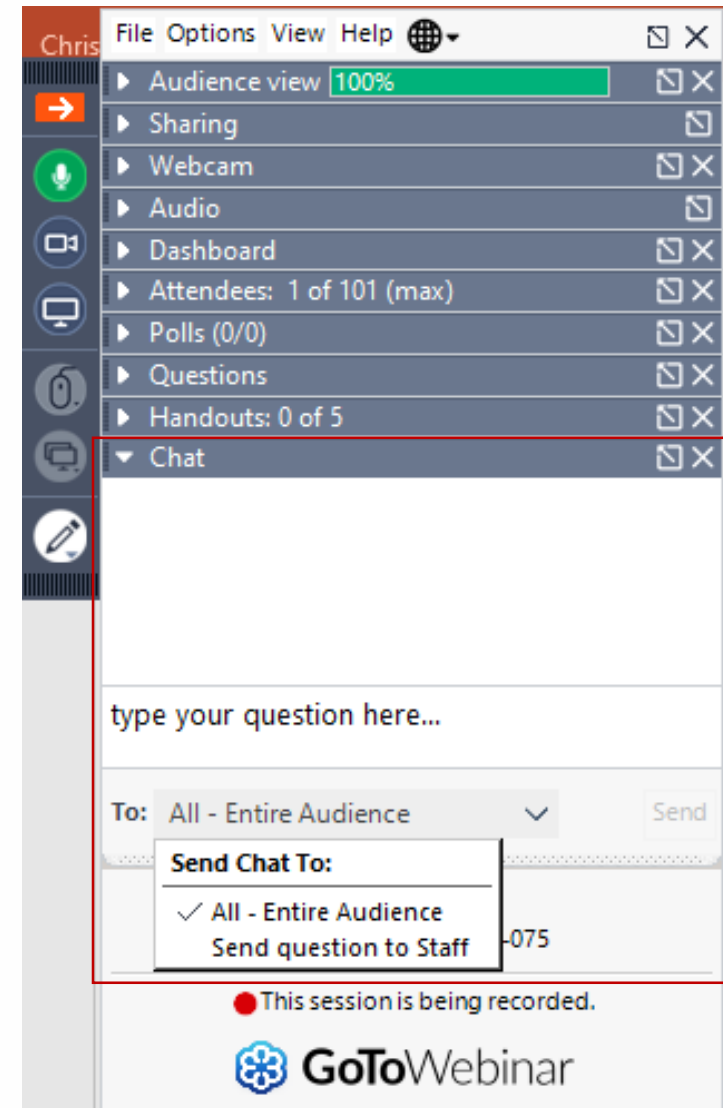 Chris
File Options View Help
Audience view 100%
Sharing
Webcam
Audio
Dashboard
Attendees: 1 of 101 (max)
Polls (0/0)
Questions
Handouts: 0 of 5
Chat
type your question here...
To: All - Entire Audience Send
Send Chat To:
All - Entire Audience
Send question to Staff
-075
This session is being recorded.
GoToWebinar